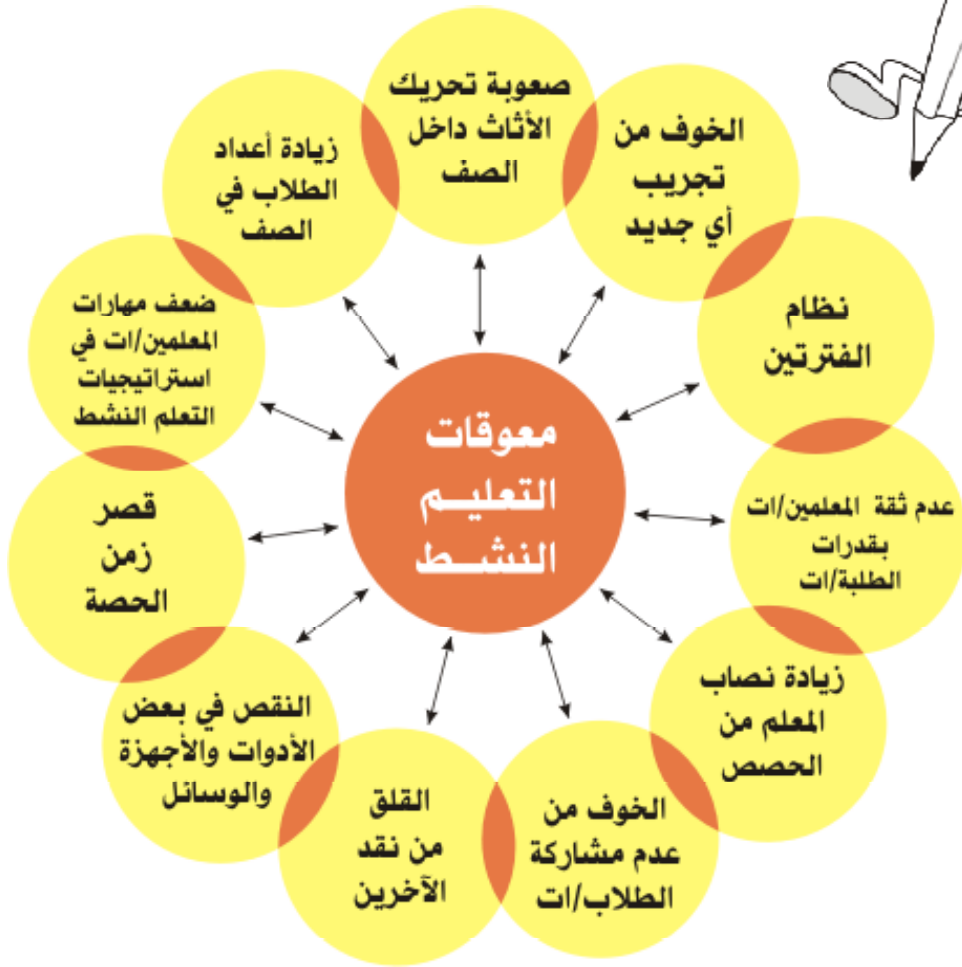 معوقات
التعليــم
النشــط
صعوبة تحريك
الأثاث داخل
الصف
الخوف من
تجريب
أي جديد
نظام
الفترتين
عدم ثقة المعلمين/ات
بقدرات
الطلبة/ات
زيادة نصاب
المعلم من
الحصص
الخوف من
عدم مشاركة
الطلاب/ات
القلق
من نقد
الآخرين
النقص في بعض
الأدوات والأجهزة
والوسائل
قصر
زمن
الحصة
ضعف مهارات
المعلمين/ات في
استراتيجيات
التعلم النشط
زيادة أعداد
الطلاب في
الصف